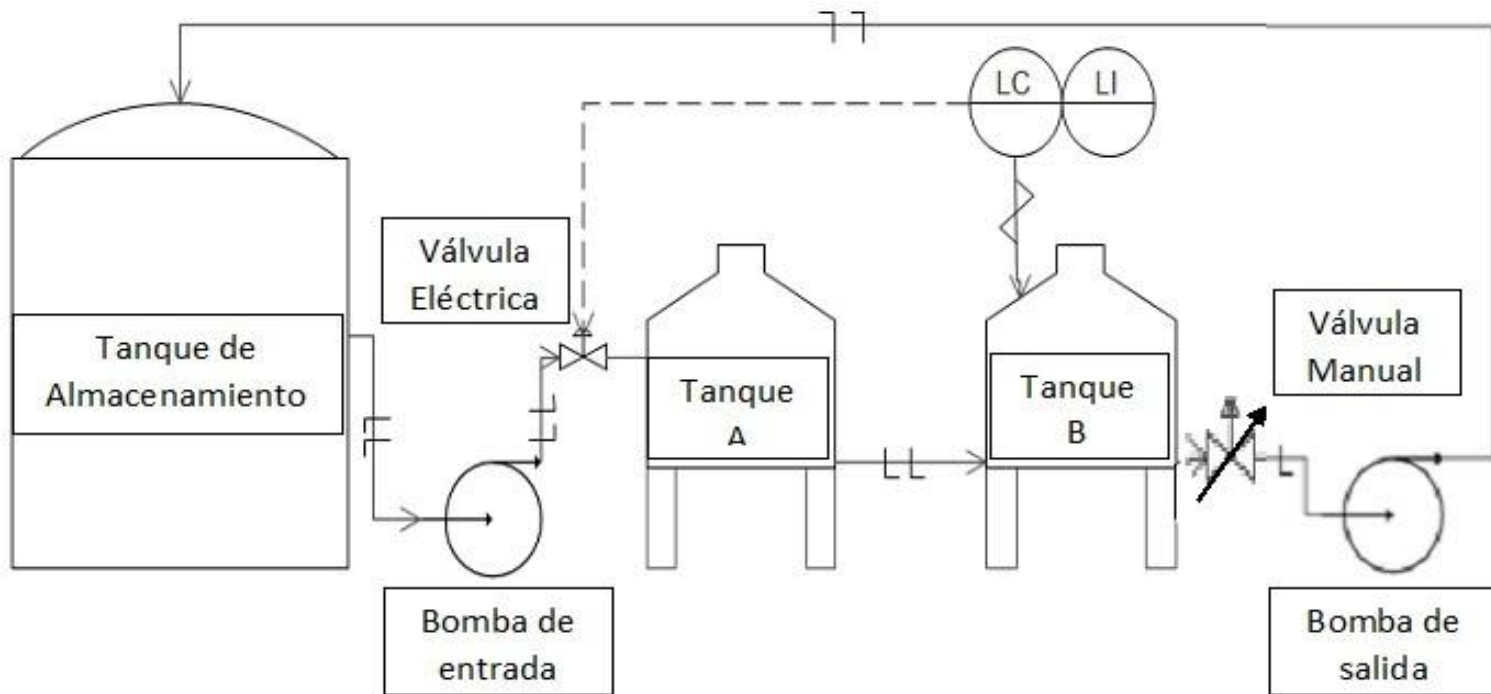 LC LI
Válvula
Eléctrica
Tanque de
Almacenamiento
Tanque
A
Tanque
B
Válvula
Manual
Bomba de
entrada
Bomba de
salida